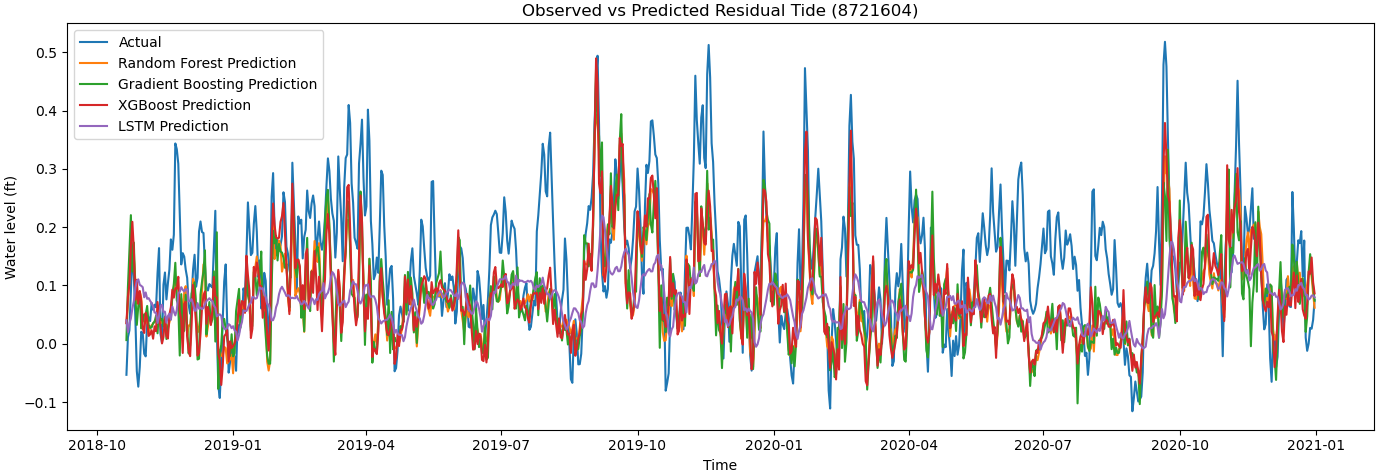 Observed vs Predicted Residual Tide (8721604)
Actual
Random Forest Prediction
Gradient Boosting Prediction
XGBoost Prediction
LSTM Prediction
Water level (ft)
0.5
0.4
0.3
0.2
0.1
0.0
−0.1
2018-10
2019-01
2019-04
2019-07
2019-10
2020-01
2020-04
2020-07
2020-10
2021-01
Time